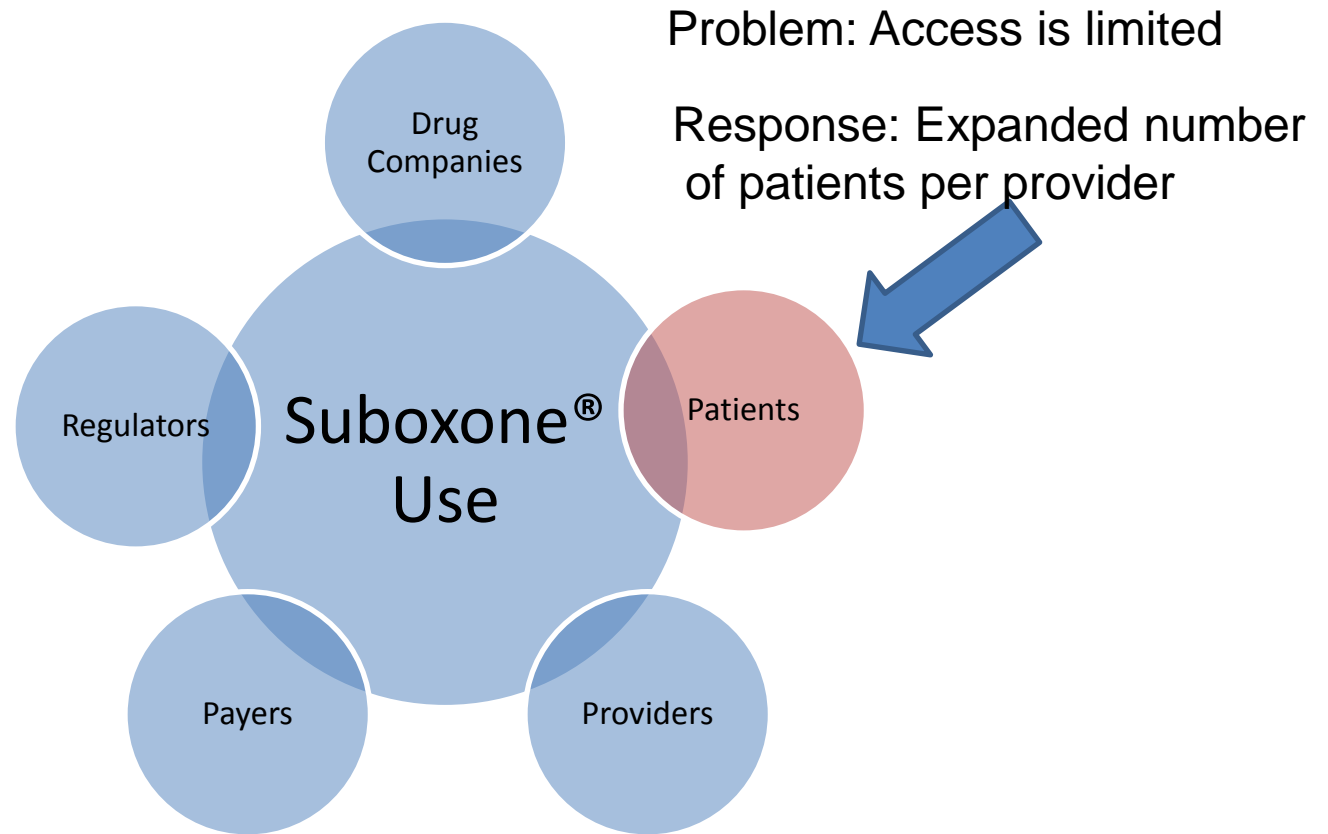 Problem: Access is limited
Response: Expanded number
of patients per provider
Drug
Companies
Regulators
Suboxone®
Use
Patients
Payers
Providers